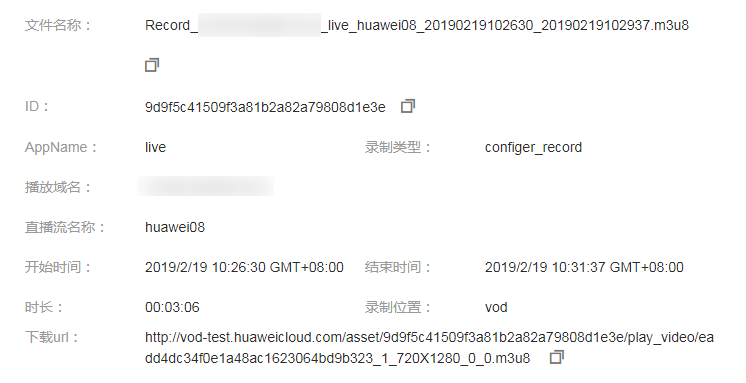 文件名称： Record_ _live_huawei08_20190219102630_20190219102937.m3u8
ID： 9d9f5c41509f3a81b2a82a79808d1e3e
AppName： live 录制类型： configer_record
播放域名：
直播流名称： huawei08
开始时间： 2019/2/19 10:26:30 GMT+08:00 结束时间： 2019/2/19 10:31:37 GMT+08:00
时长： 00:03:06 录制位置： vod
下载url： http://vod-test.huaweicloud.com/asset/9d9f5c41509f3a81b2a82a79808d1e3e/play_video/ea
dd4dc34f0e1a48ac1623064bd9b323_1_720X1280_0_0.m3u8